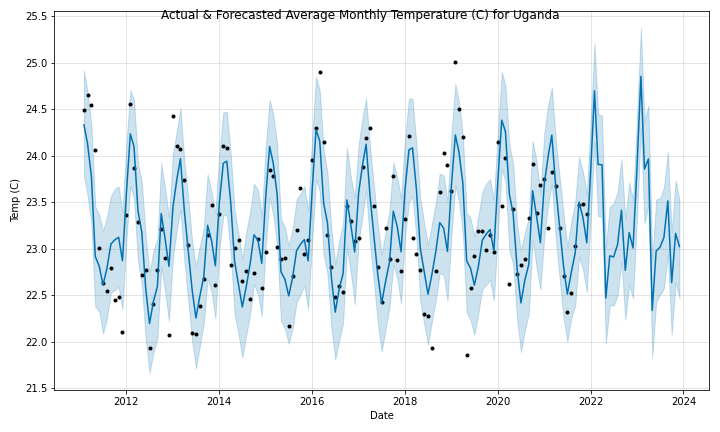 Actual & Forecasted Average Monthly Temperature (C) for Uganda
25.5
25.0
24.5
24.0
23.5
23.0
22.5
22.0
21.5
Temp (C)
2012 2014 2016 2018 2020 2022 2024
Date